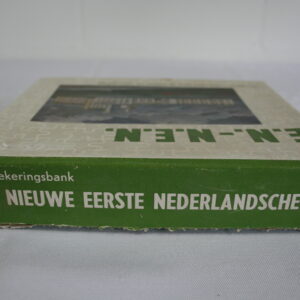 E.N.-N.E.N.
ekeringsbank
NIEUWE EERSTE NEDERLANDSCHE